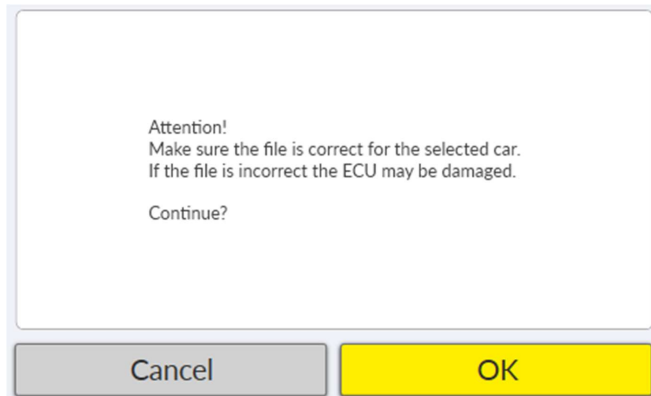 Attention!
Make sure the file is correct for the selected car.
If the file is incorrect the ECU may be damaged.
Continue?
Cancel
OK